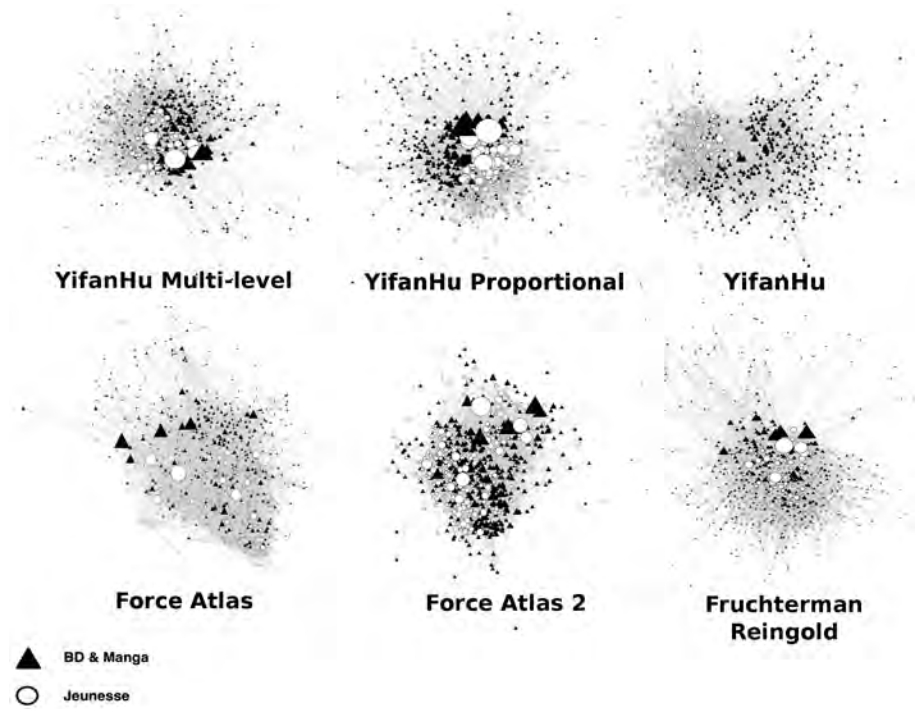 YifanHu Multi-level
YifanHu Proportional
YifanHu
Force Atlas
Force Atlas 2
Fruchterman
Reingold
BD & Manga
Jeunesse